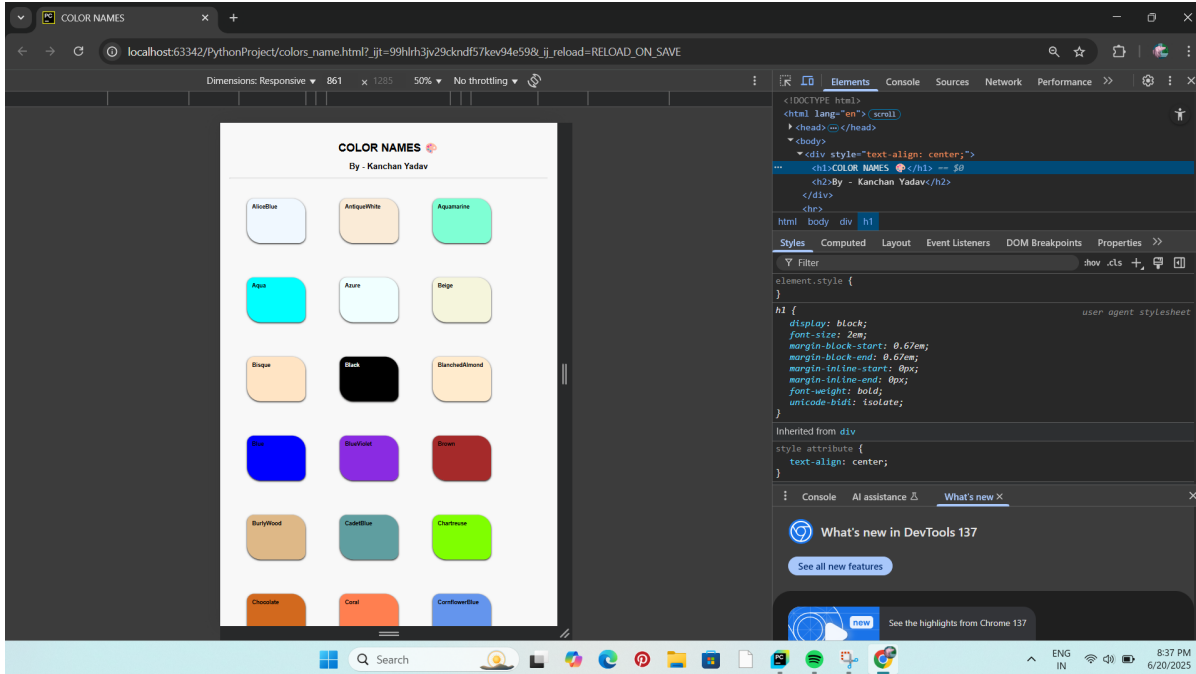 COLOR NAMES
localhost:63342/PythonProject/colors_name.html?_ijt=99hlrh3jv29ckndf57kev94e59&_ij_reload=RELOAD_ON_SAVE
Dimensions: Responsive 861 x 1285 50% No throttling
COLOR NAMES 🎨
By - Kanchan Yadav
AliceBlue AntiqueWhite Aquamarine
Aqua Azure Beige
Bisque Black BlanchedAlmond
Blue BlueViolet Brown
BurlyWood CadetBlue Chartreuse
Chocolate Coral CornflowerBlue
Elements Console Sources Network Performance
<!DOCTYPE html>
<html lang="en"> scroll
<head> ⋯ </head>
<body>
<div style="text-align: center;">
⋯ <h1>COLOR NAMES 🎨</h1> == $0
<h2>By - Kanchan Yadav</h2>
</div>
<hr>
html body div h1
Styles Computed Layout Event Listeners DOM Breakpoints Properties
Filter :hov .cls
element.style {
}
h1 { user agent stylesheet
display: block;
font-size: 2em;
margin-block-start: 0.67em;
margin-block-end: 0.67em;
margin-inline-start: 0px;
margin-inline-end: 0px;
font-weight: bold;
unicode-bidi: isolate;
}
Inherited from div
style attribute {
text-align: center;
}
Console AI assistance What's new
What's new in DevTools 137
See all new features
new
See the highlights from Chrome 137
Search
ENG
IN
8:37 PM
6/20/2025